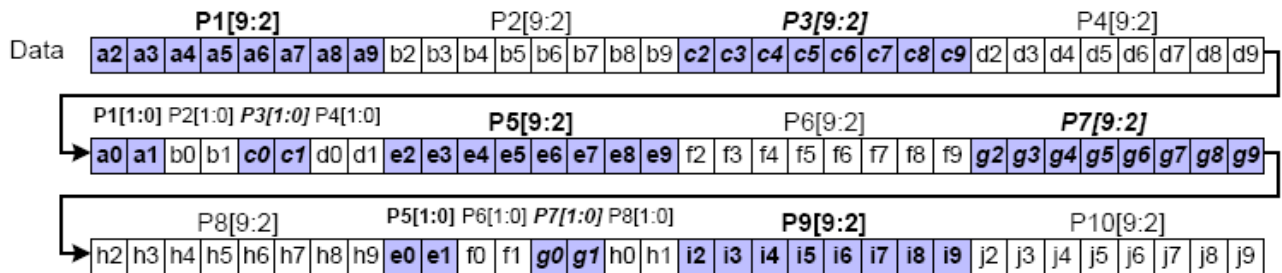 P1[9:2] P2[9:2] P3[9:2] P4[9:2]
Data a2 a3 a4 a5 a6 a7 a8 a9 b2 b3 b4 b5 b6 b7 b8 b9 c2 c3 c4 c5 c6 c7 c8 c9 d2 d3 d4 d5 d6 d7 d8 d9
P1[1:0] P2[1:0] P3[1:0] P4[1:0] P5[9:2] P6[9:2] P7[9:2]
a0 a1 b0 b1 c0 c1 d0 d1 e2 e3 e4 e5 e6 e7 e8 e9 f2 f3 f4 f5 f6 f7 f8 f9 g2 g3 g4 g5 g6 g7 g8 g9
P8[9:2] P5[1:0] P6[1:0] P7[1:0] P8[1:0] P9[9:2] P10[9:2]
h2 h3 h4 h5 h6 h7 h8 h9 e0 e1 f0 f1 g0 g1 h0 h1 i2 i3 i4 i5 i6 i7 i8 i9 j2 j3 j4 j5 j6 j7 j8 j9